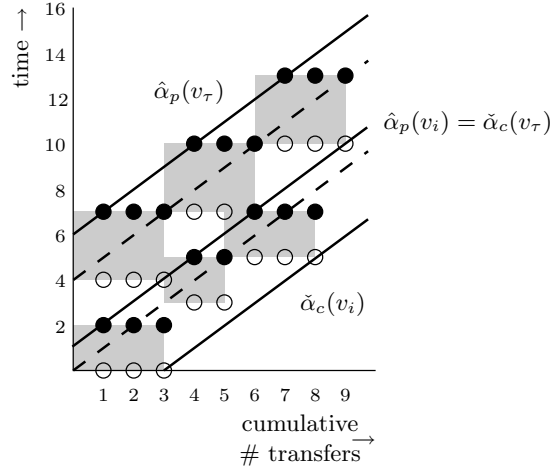 16
time →
14
12
10
8
6
4
2
α̂p(vτ)
α̂p(vi) = α̌c(vτ)
α̌c(vi)
1 2 3 4 5 6 7 8 9
cumulative
# transfers→